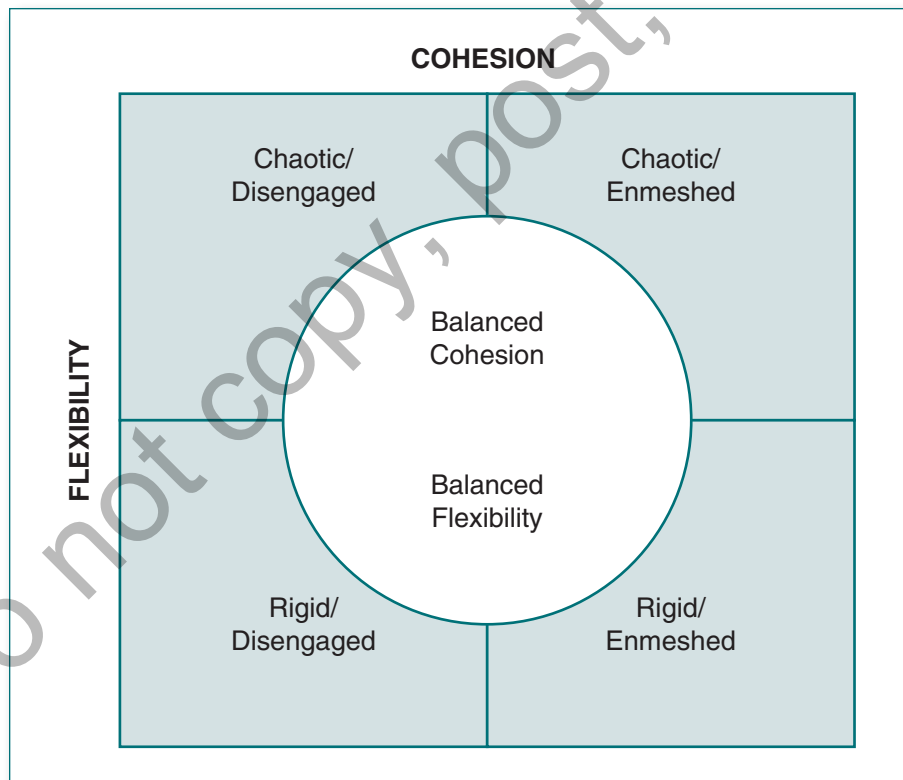 COHESION
Chaotic/
Disengaged
Chaotic/
Enmeshed
Balanced
Cohesion
FLEXIBILITY
Balanced
Flexibility
Rigid/
Disengaged
Rigid/
Enmeshed
o not copy, post,